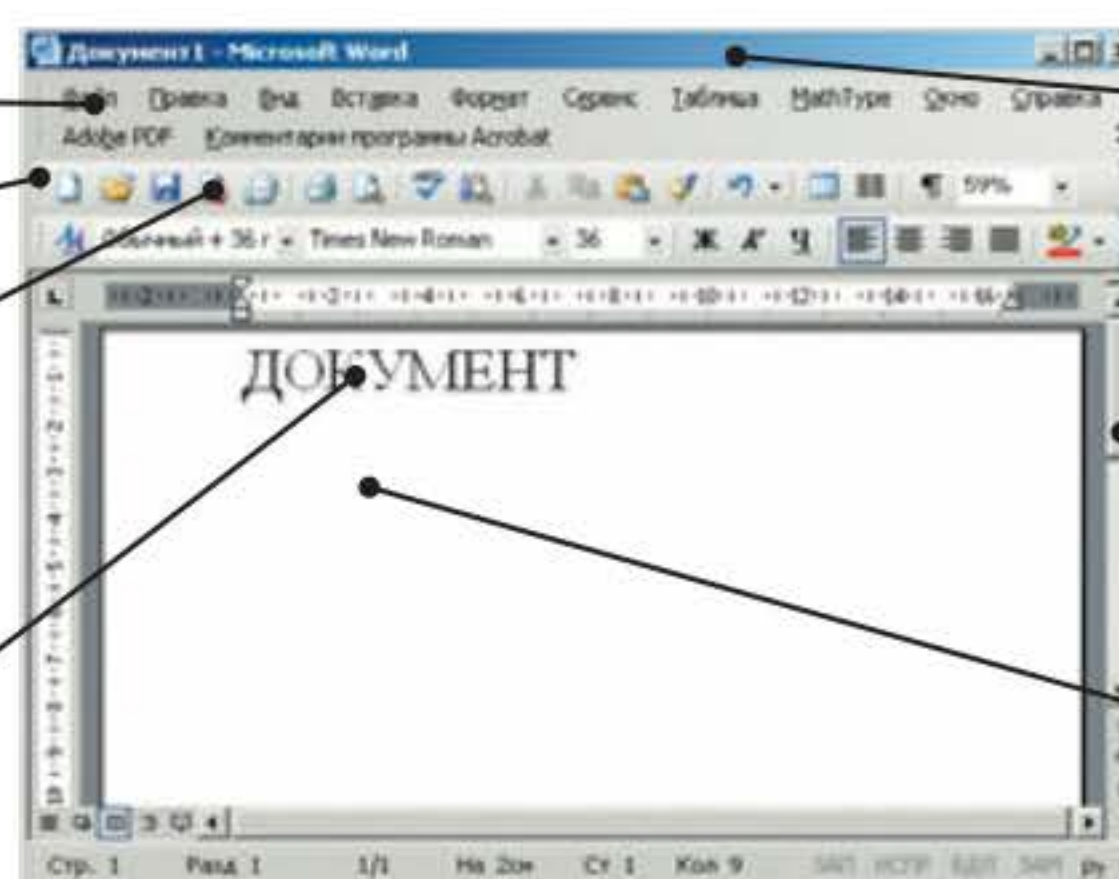 Документ1 - Microsoft Word
Файл Правка Вид Вставка Формат Сервис Таблица MathType Окно Справка
Adobe PDF Комментарии программы Acrobat
59%
Обычный + 36 г Times New Roman 36 Ж К Ч
ДОКУМЕНТ
Стр. 1 Разд 1 1/1 На 2см Ст 1 Кол 9 ЗАП ИСПР ВДЛ ЗАМ ру